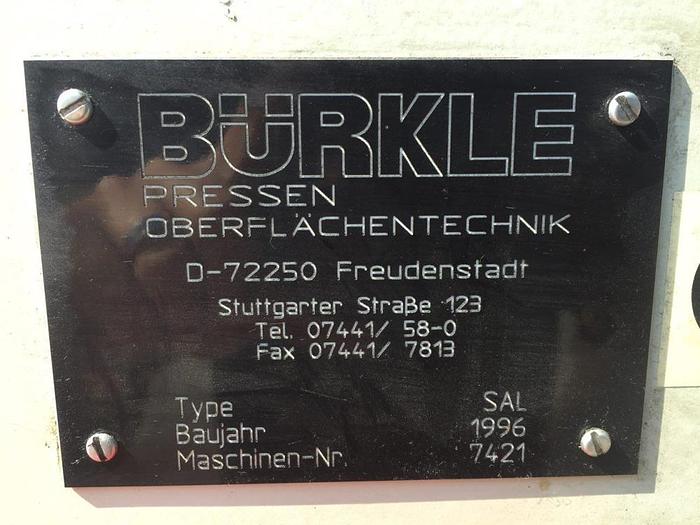 BÜRKLE
PRESSEN
OBERFLÄCHENTECHNIK
D-72250 Freudenstadt
Stuttgarter Straße 123
Tel. 07441/ 58-0
Fax 07441/ 7813
Type SAL
Baujahr 1996
Maschinen-Nr. 7421